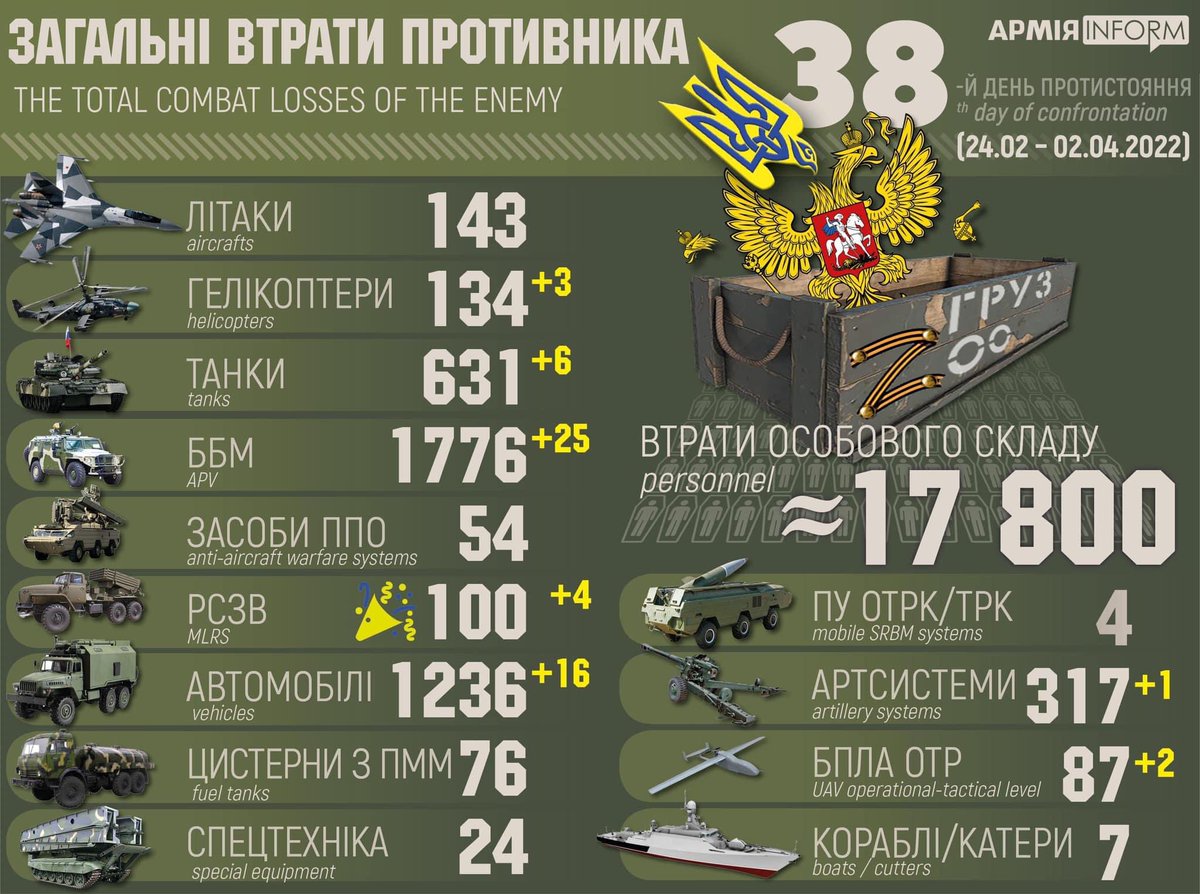 ЗАГАЛЬНІ ВТРАТИ ПРОТИВНИКА
THE TOTAL COMBAT LOSSES OF THE ENEMY
38
-й ДЕНЬ ПРОТИСТОЯННЯ
th day of confrontation
(24.02 – 02.04.2022)
АРМІЯINFORM
ЛІТАКИ 143
aircrafts
ГЕЛІКОПТЕРИ 134 +3
helicopters
ТАНКИ 631 +6
tanks
ББМ 1776 +25
APV
ЗАСОБИ ППО 54
anti-aircraft warfare systems
РСЗВ 100 +4
MLRS
АВТОМОБІЛІ 1236 +16
vehicles
ЦИСТЕРНИ З ПММ 76
fuel tanks
СПЕЦТЕХНІКА 24
special equipment
ГРУЗ
Z 00
ВТРАТИ ОСОБОВОГО СКЛАДУ
personnel ≈17 800
ПУ ОТРК/ТРК 4
mobile SRBM systems
АРТСИСТЕМИ 317 +1
artillery systems
БПЛА ОТР 87 +2
UAV operational-tactical level
КОРАБЛІ/КАТЕРИ 7
boats / cutters